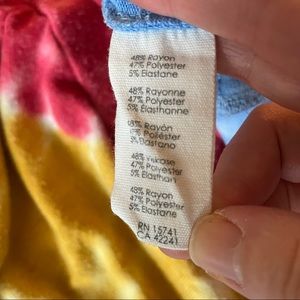 48% Rayon
47% Polyester
5% Elastane
48% Rayonne
47% Polyester
5% Elasthanne
48% Rayón
47% Poliéster
5% Elastano
48% Viskose
47% Polyester
5% Elasthan
48% Rayon
47% Polyester
5% Elastane
RN 15741
CA 42241